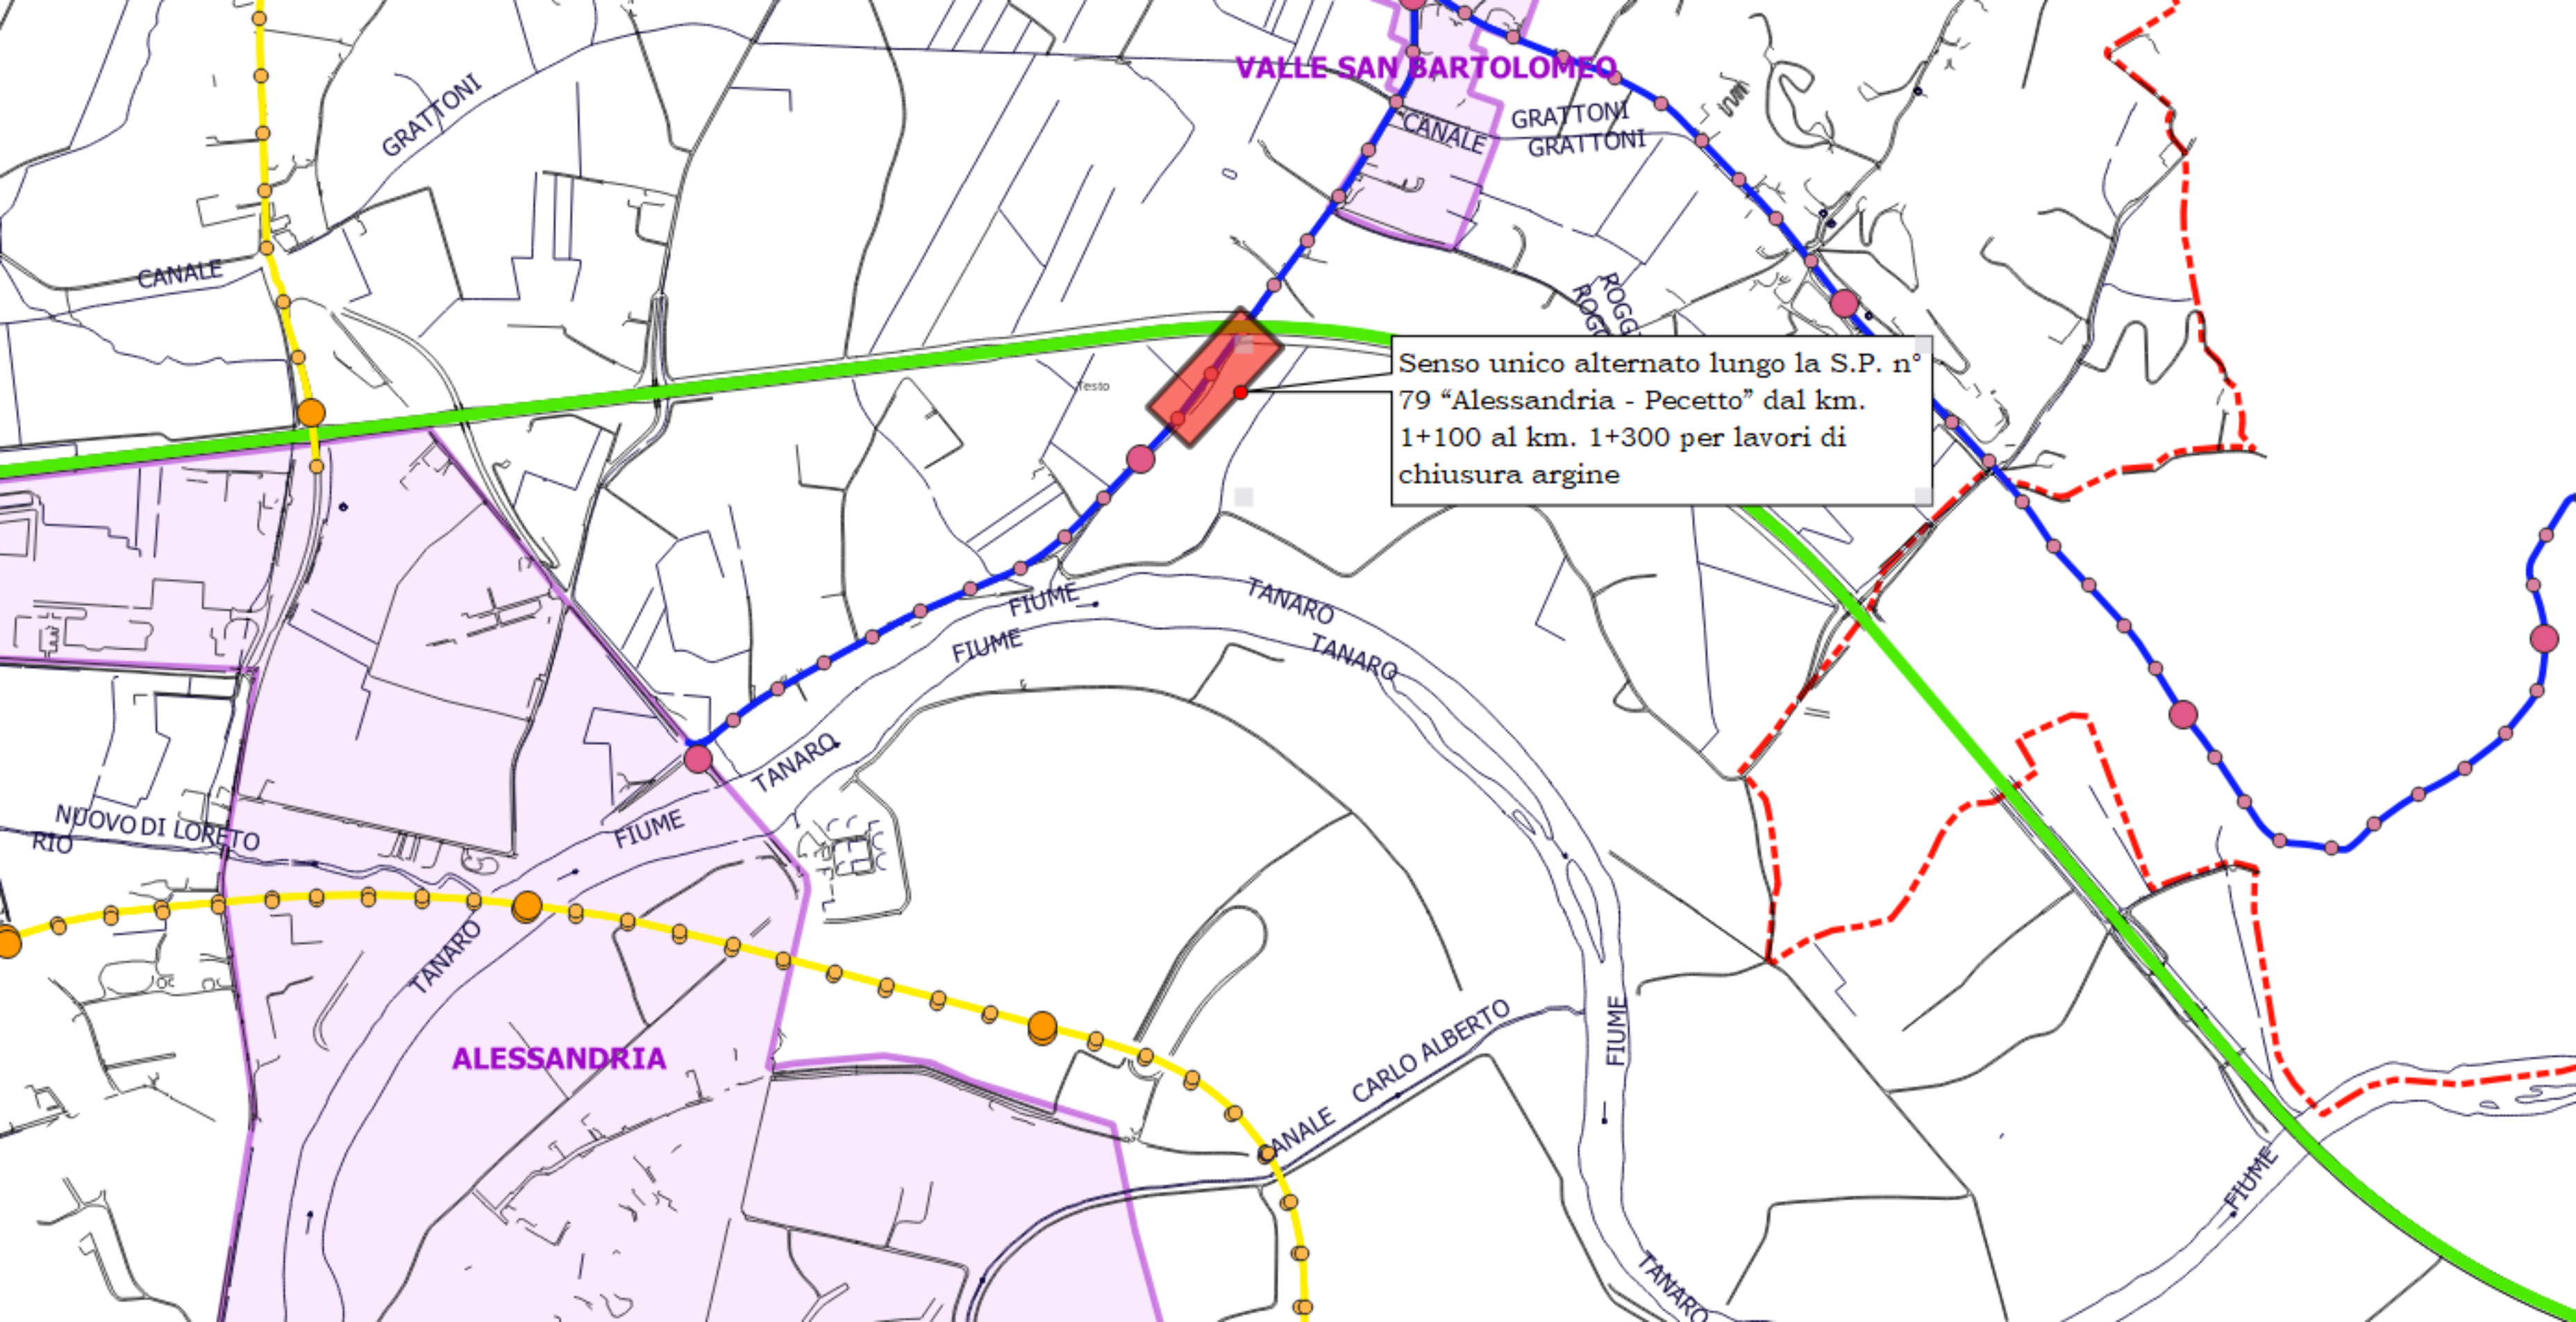 VALLE SAN BARTOLOMEO
GRATTONI
GRATTONI
CANALE
GRATTONI
CANALE
ROGGI
ROGG
Testo
Senso unico alternato lungo la S.P. n°
79 “Alessandria - Pecetto” dal km.
1+100 al km. 1+300 per lavori di
chiusura argine
FIUME
TANARO
FIUME
TANARO
TANARO
NUOVO DI LORETO
RIO
FIUME
TANARO
ALESSANDRIA
CANALE
CARLO ALBERTO
FIUME
FIUME
TANARO